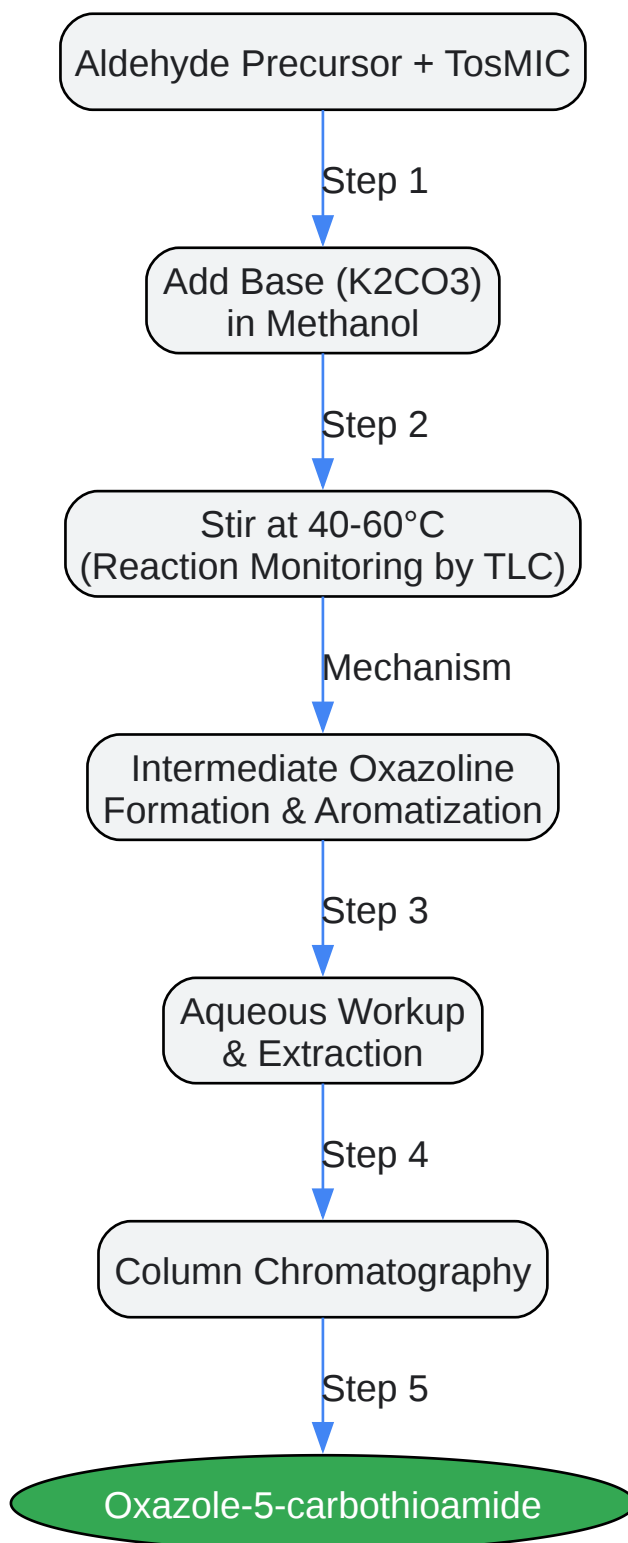 Aldehyde Precursor + TosMIC
Step 1
Add Base (K2CO3)
in Methanol
Step 2
Stir at 40-60°C
(Reaction Monitoring by TLC)
Mechanism
Intermediate Oxazoline
Formation & Aromatization
Step 3
Aqueous Workup
& Extraction
Step 4
Column Chromatography
Step 5
Oxazole-5-carbothioamide